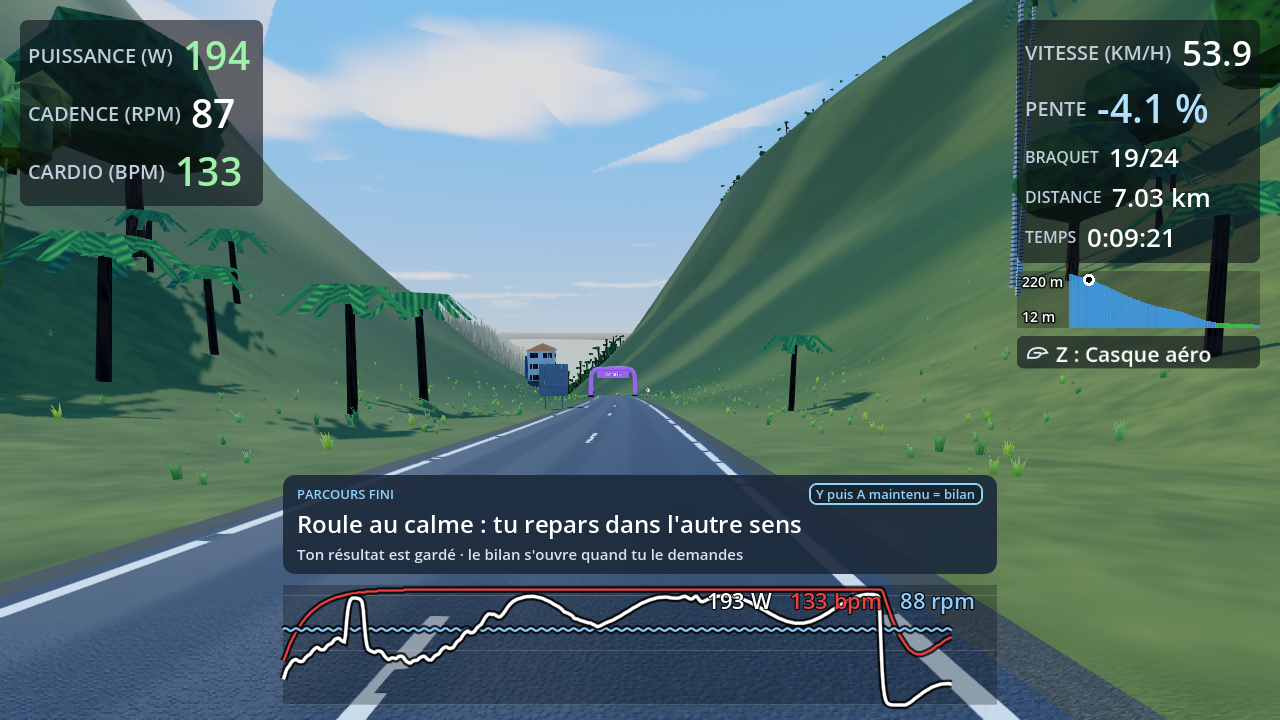 PUISSANCE (W) 194
CADENCE (RPM) 87
CARDIO (BPM) 133
VITESSE (KM/H) 53.9
PENTE -4.1 %
BRAQUET 19/24
DISTANCE 7.03 km
TEMPS 0:09:21
220 m
12 m
Z : Casque aéro
PARCOURS FINI
Y puis A maintenu = bilan
Roule au calme : tu repars dans l'autre sens
Ton résultat est gardé · le bilan s'ouvre quand tu le demandes
193 W 133 bpm 88 rpm